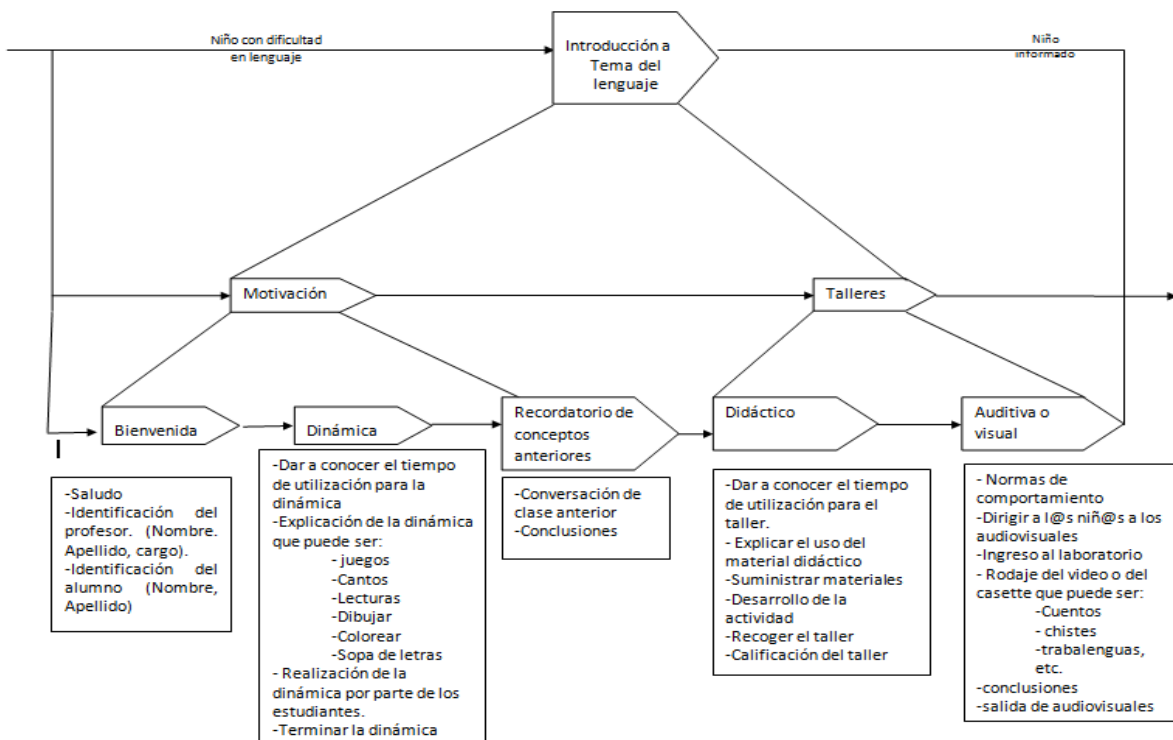 Niño con dificultad
en lenguaje
Introducción a
Tema del
lenguaje
Niño
informado
Motivación
Talleres
Bienvenida
Dinámica
Recordatorio de
conceptos
anteriores
Didáctico
Auditiva o
visual
I
-Saludo
-Identificación del
profesor. (Nombre.
Apellido, cargo).
-Identificación del
alumno (Nombre,
Apellido)
-Dar a conocer el tiempo
de utilización para la
dinámica
-Explicación de la dinámica
que puede ser:
- juegos
-Cantos
-Lecturas
-Dibujar
-Colorear
-Sopa de letras
- Realización de la
dinámica por parte de los
estudiantes.
-Terminar la dinámica
-Conversación de
clase anterior
-Conclusiones
-Dar a conocer el tiempo
de utilización para el
taller.
- Explicar el uso del
material didáctico
-Suministrar materiales
-Desarrollo de la
actividad
-Recoger el taller
-Calificación del taller
- Normas de
comportamiento
-Dirigir a l@s niñ@s a los
audiovisuales
-Ingreso al laboratorio
- Rodaje del video o del
casette que puede ser:
-Cuentos
- chistes
-trabalenguas,
etc.
-conclusiones
-salida de audiovisuales